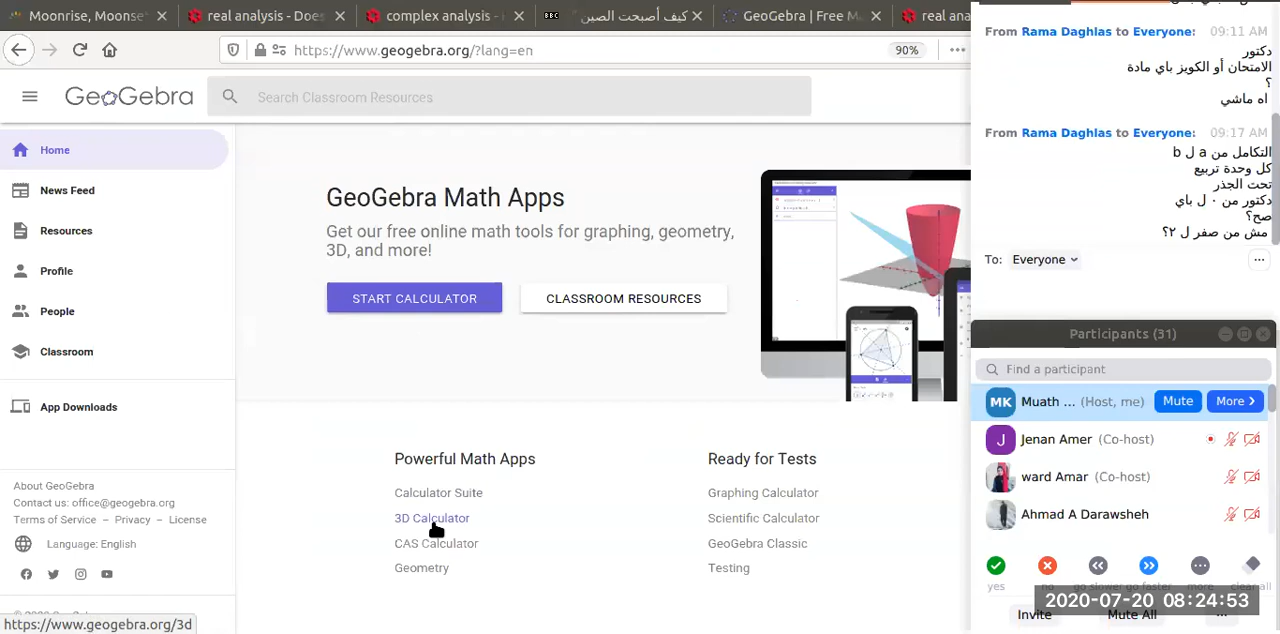 Moonrise, Moonse
real analysis - Does
complex analysis -
BBC
كيف أصبحت الصين
GeoGebra | Free Ma
real ana
https://www.geogebra.org/?lang=en
90%
GeoGebra
Search Classroom Resources
Home
News Feed
Resources
Profile
People
Classroom
App Downloads
About GeoGebra
Contact us: office@geogebra.org
Terms of Service – Privacy – License
Language: English
https://www.geogebra.org/3d
GeoGebra Math Apps
Get our free online math tools for graphing, geometry,
3D, and more!
START CALCULATOR
CLASSROOM RESOURCES
Powerful Math Apps
Calculator Suite
3D Calculator
CAS Calculator
Geometry
Ready for Tests
Graphing Calculator
Scientific Calculator
GeoGebra Classic
Testing
From Rama Daghlas to Everyone: 09:11 AM
دكتور
الامتحان أو الكويز باي مادة
؟
اه ماشي
From Rama Daghlas to Everyone: 09:17 AM
التكامل من a ل b
كل وحدة تربيع
تحت الجذر
دكتور من ٠ ل باي
صح؟
مش من صفر ل ٢؟
To: Everyone
Participants (31)
Find a participant
MK Muath ... (Host, me) Mute More
J Jenan Amer (Co-host)
ward Amar (Co-host)
Ahmad A Darawsheh
yes no go slower go faster more clear all
2020-07-20 08:24:53
Invite Mute All ...